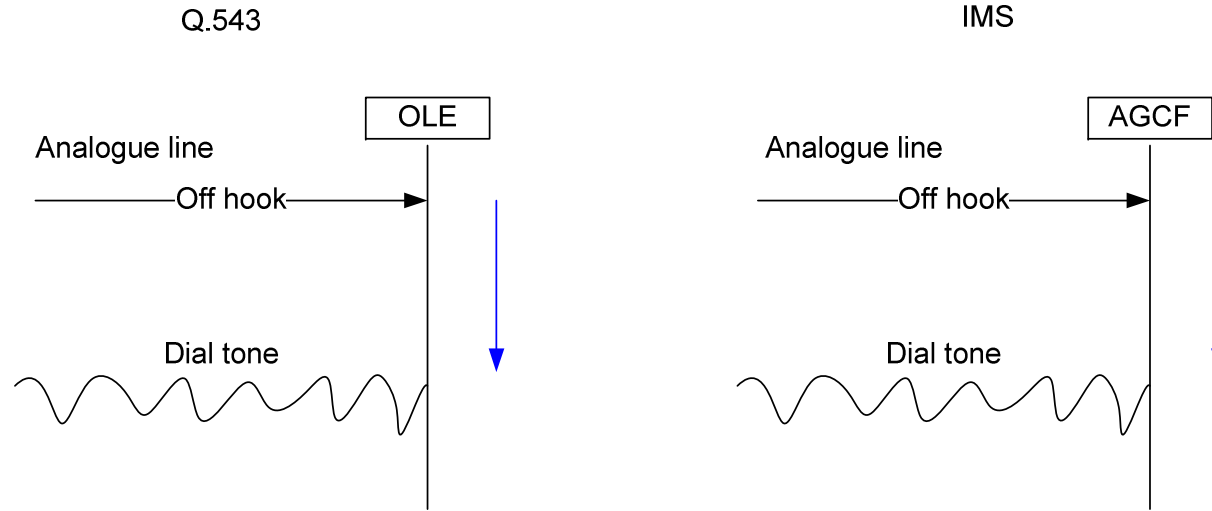 Q.543
IMS
OLE
AGCF
Analogue line
Analogue line
Off hook
Off hook
Dial tone
Dial tone